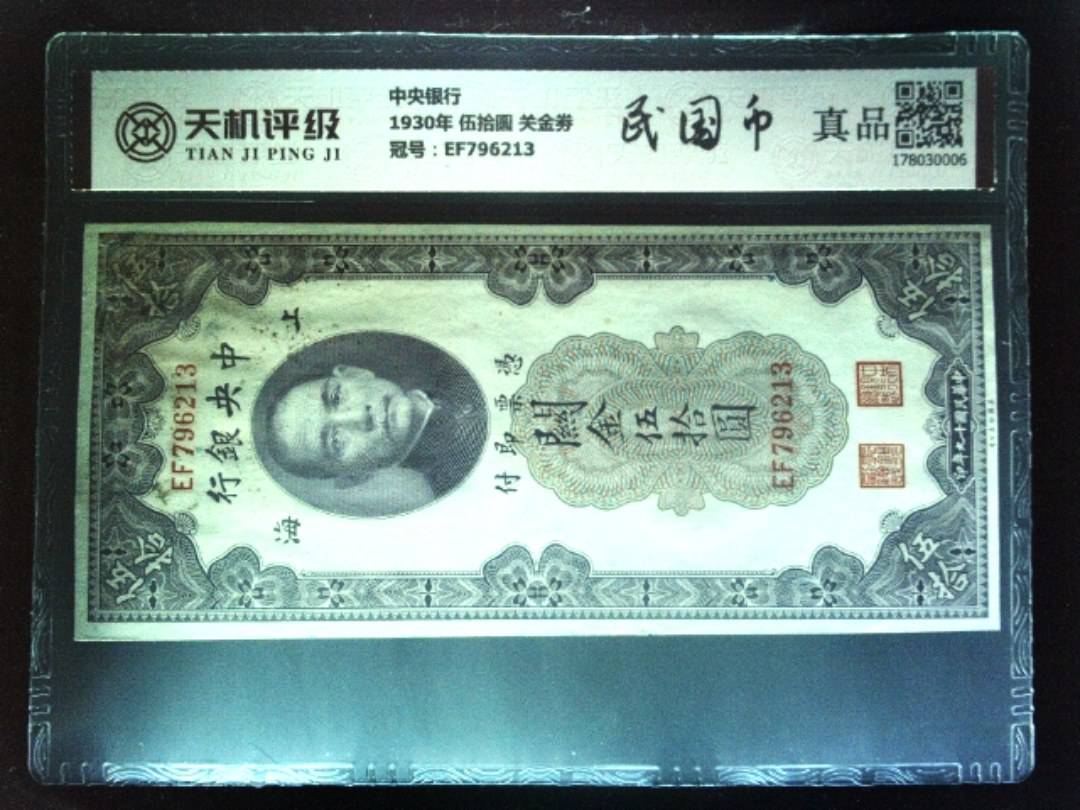 天机评级
TIAN JI PING JI
中央银行
1930年 伍拾圆 关金券
冠号：EF796213
民国币
真品
178030006
中央銀行
上海
EF796213
憑票即付
關金伍拾圓
EF796213
伍拾
伍拾
伍拾
伍拾